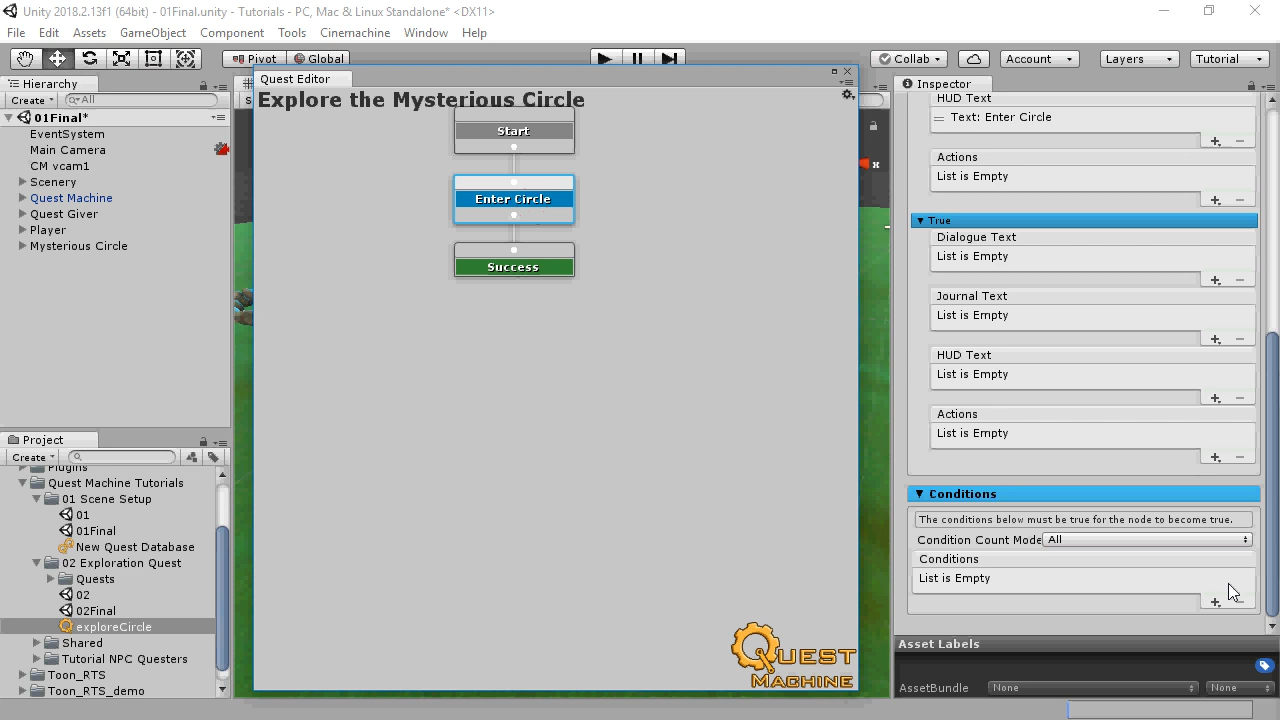 Unity 2018.2.13f1 (64bit) - 01Final.unity - Tutorials - PC, Mac & Linux Standalone* <DX11>
File Edit Assets GameObject Component Tools Cinemachine Window Help
Pivot Global Collab Account Layers Tutorial
Hierarchy
Create All
01Final*
EventSystem
Main Camera
CM vcam1
Scenery
Quest Machine
Quest Giver
Player
Mysterious Circle
Project
Create
Plugins
Quest Machine Tutorials
01 Scene Setup
01
01Final
New Quest Database
02 Exploration Quest
Quests
02
02Final
exploreCircle
Shared
Tutorial NPC Questers
Toon_RTS
Toon_RTS_demo
Quest Editor
Explore the Mysterious Circle
Start
Enter Circle
Success
QUEST
MACHINE
x
Inspector
HUD Text
Text: Enter Circle
Actions
List is Empty
True
Dialogue Text
List is Empty
Journal Text
List is Empty
HUD Text
List is Empty
Actions
List is Empty
Conditions
The conditions below must be true for the node to become true.
Condition Count Mode All
Conditions
List is Empty
Asset Labels
AssetBundle None None